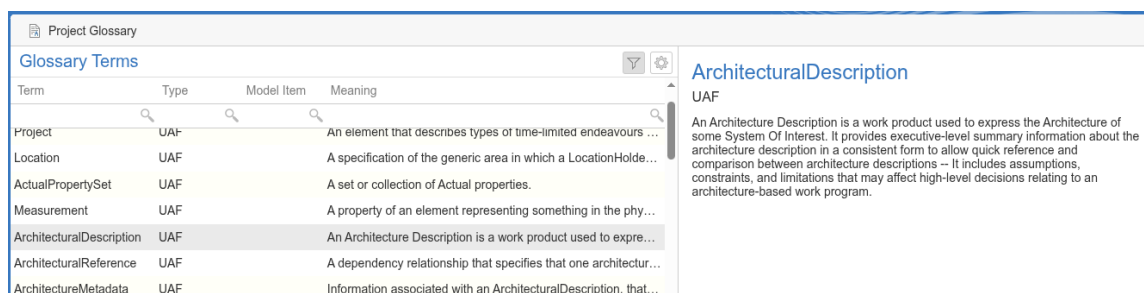 Project Glossary
Glossary Terms
Term Type Model Item Meaning
Project UAF An element that describes types of time-limited endeavours ...
Location UAF A specification of the generic area in which a LocationHolde...
ActualPropertySet UAF A set or collection of Actual properties.
Measurement UAF A property of an element representing something in the phy...
ArchitecturalDescription UAF An Architecture Description is a work product used to expre...
ArchitecturalReference UAF A dependency relationship that specifies that one architectur...
ArchitectureMetadata UAF Information associated with an ArchitecturalDescription, that...
ArchitecturalDescription
UAF
An Architecture Description is a work product used to express the Architecture of
some System Of Interest. It provides executive-level summary information about the
architecture description in a consistent form to allow quick reference and
comparison between architecture descriptions -- It includes assumptions,
constraints, and limitations that may affect high-level decisions relating to an
architecture-based work program.